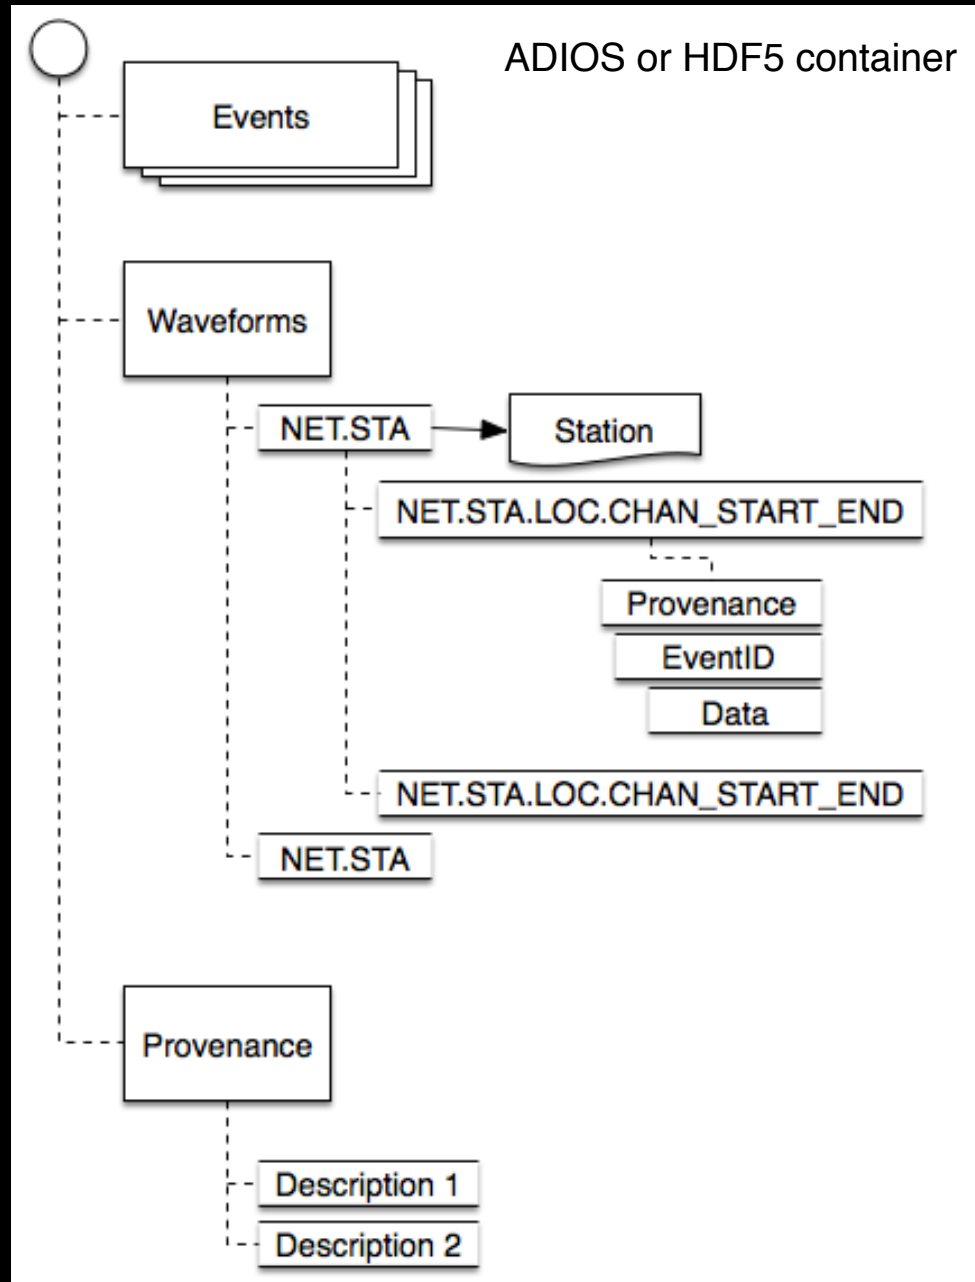 ADIOS or HDF5 container
Events
Waveforms
NET.STA
Station
NET.STA.LOC.CHAN_START_END
Provenance
EventID
Data
NET.STA.LOC.CHAN_START_END
NET.STA
Provenance
Description 1
Description 2